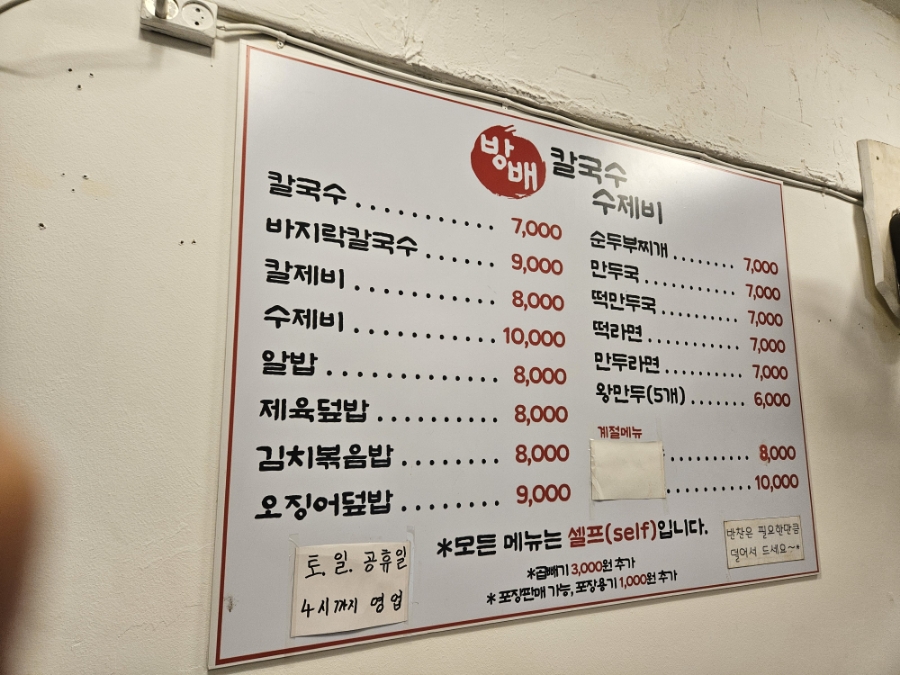 방배 칼국수
수제비
칼국수 . . . . . . . . . . . 7,000
바지락칼국수 . . . . . . 9,000
칼제비 . . . . . . . . . . . 8,000
수제비 . . . . . . . . . . . 10,000
알밥 . . . . . . . . . . . . . 8,000
제육덮밥 . . . . . . . . . 8,000
김치볶음밥 . . . . . . . 8,000
오징어덮밥 . . . . . . . 9,000
순두부찌개 . . . . . . . 7,000
만두국 . . . . . . . . . . . 7,000
떡만두국 . . . . . . . . . 7,000
떡라면 . . . . . . . . . . . 7,000
만두라면 . . . . . . . . . 7,000
왕만두(5개) . . . . . . . 6,000
계절메뉴
. . . . . . . . . 8,000
. . . . . . . . . 10,000
*모든 메뉴는 셀프(self)입니다.
*곱빼기 3,000원 추가
* 포장판매 가능, 포장용기 1,000원 추가
토. 일. 공휴일
4시까지 영업
반찬은 필요한만큼
덜어서 드세요~*